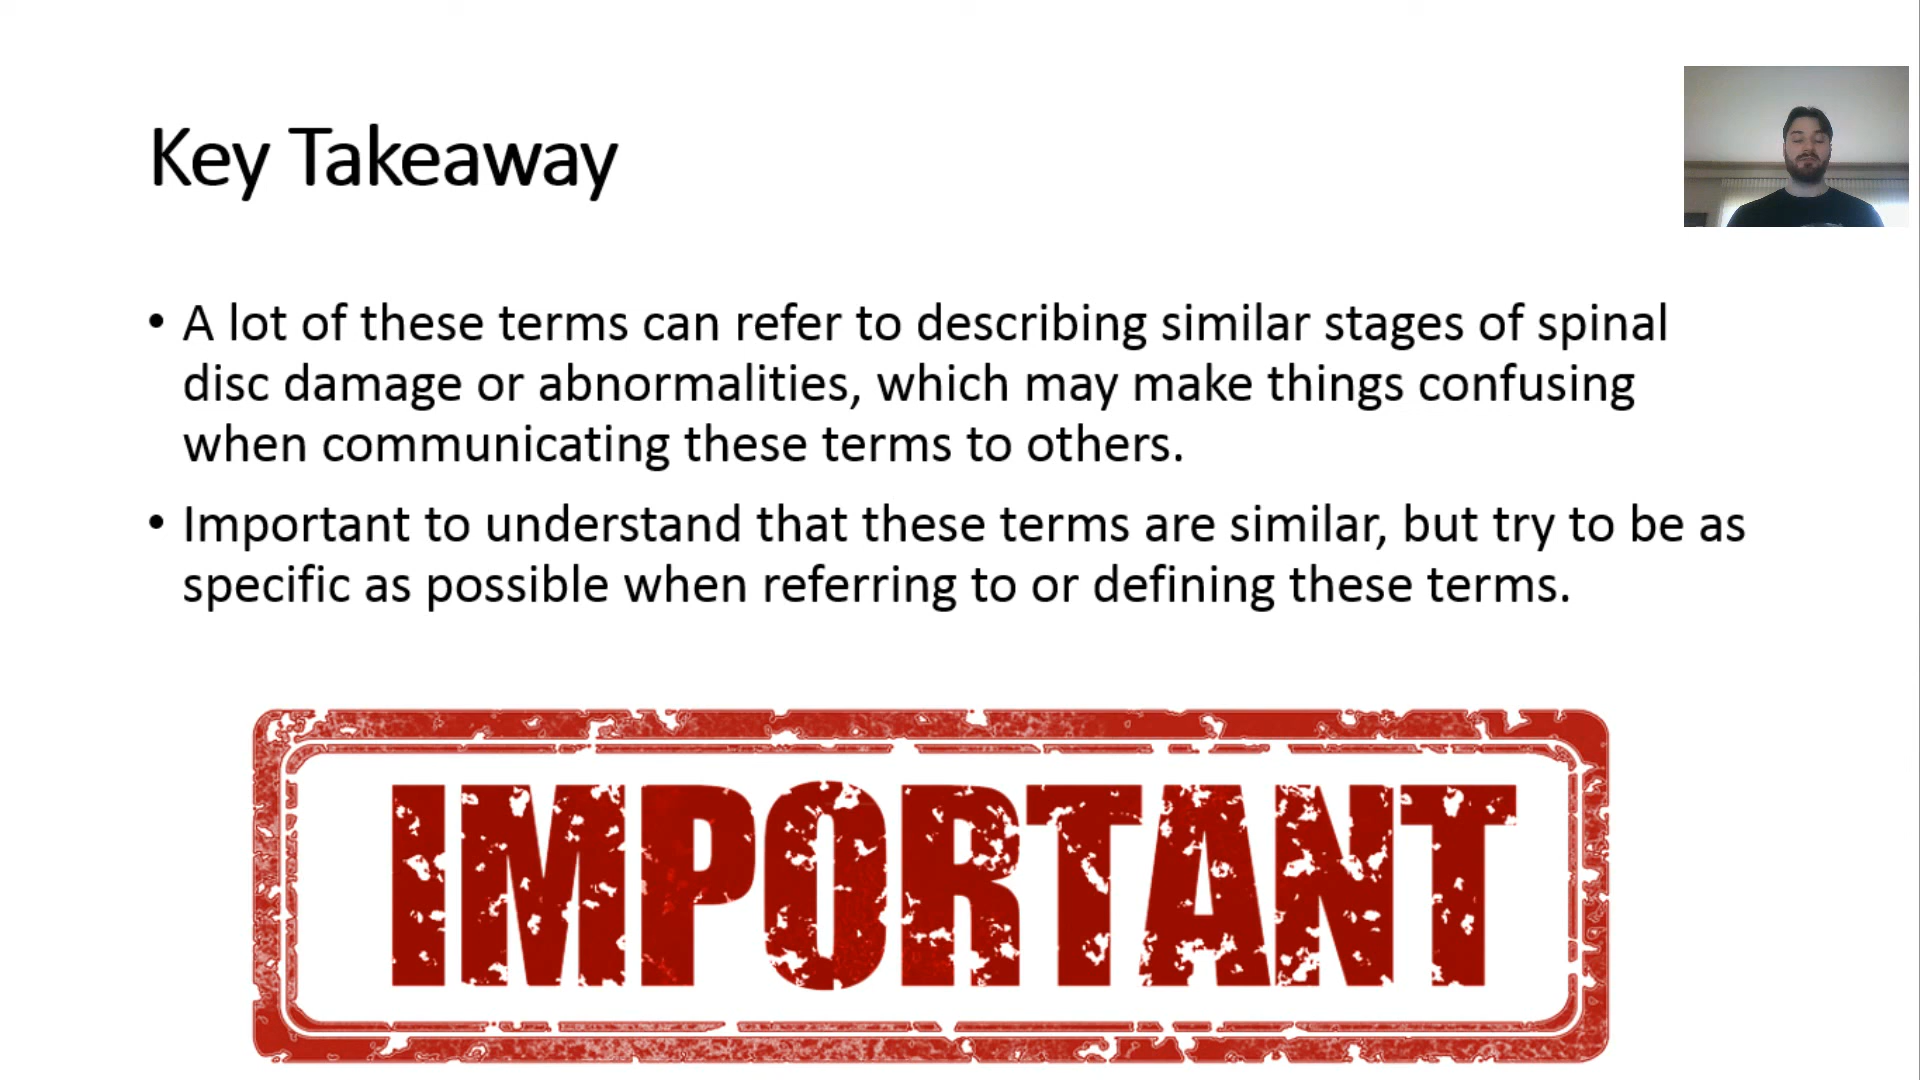 Key Takeaway
• A lot of these terms can refer to describing similar stages of spinal
disc damage or abnormalities, which may make things confusing
when communicating these terms to others.
• Important to understand that these terms are similar, but try to be as
specific as possible when referring to or defining these terms.
IMPORTANT